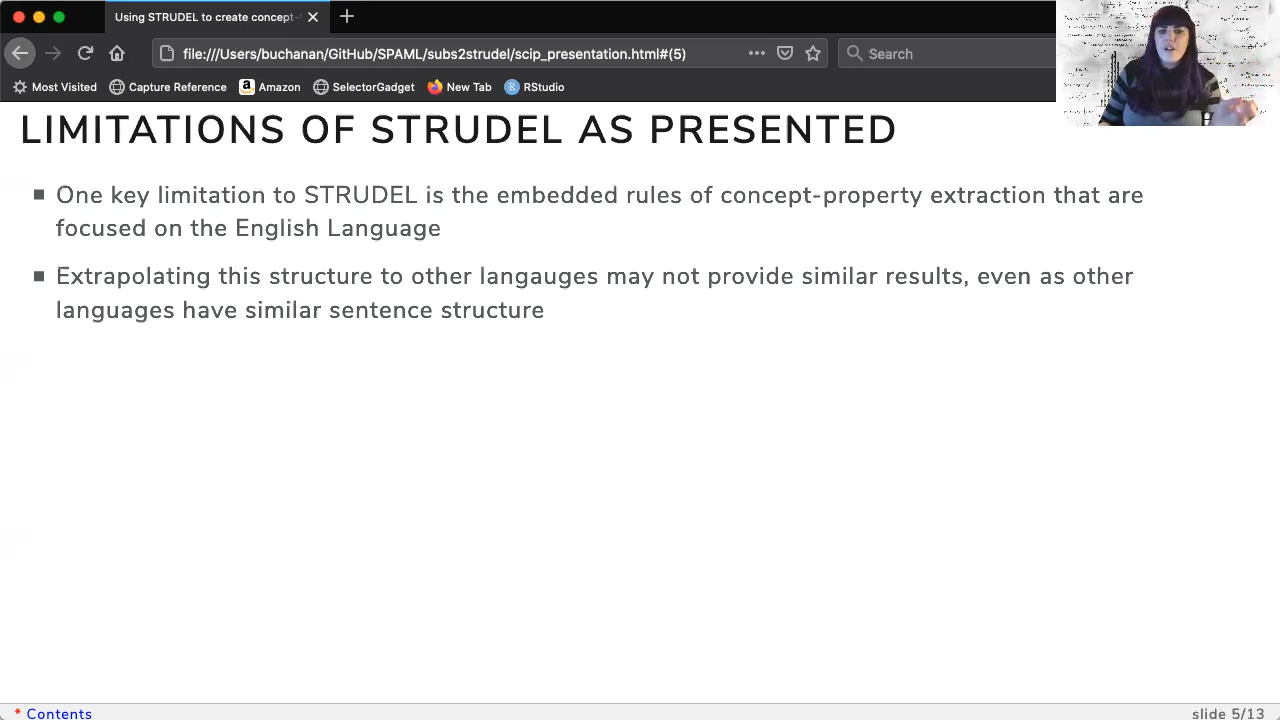 Using STRUDEL to create concept-
file:///Users/buchanan/GitHub/SPAML/subs2strudel/scip_presentation.html#(5)
Search
Most Visited Capture Reference Amazon SelectorGadget New Tab RStudio
LIMITATIONS OF STRUDEL AS PRESENTED
One key limitation to STRUDEL is the embedded rules of concept-property extraction that are
focused on the English Language
Extrapolating this structure to other langauges may not provide similar results, even as other
languages have similar sentence structure
* Contents
slide 5/13